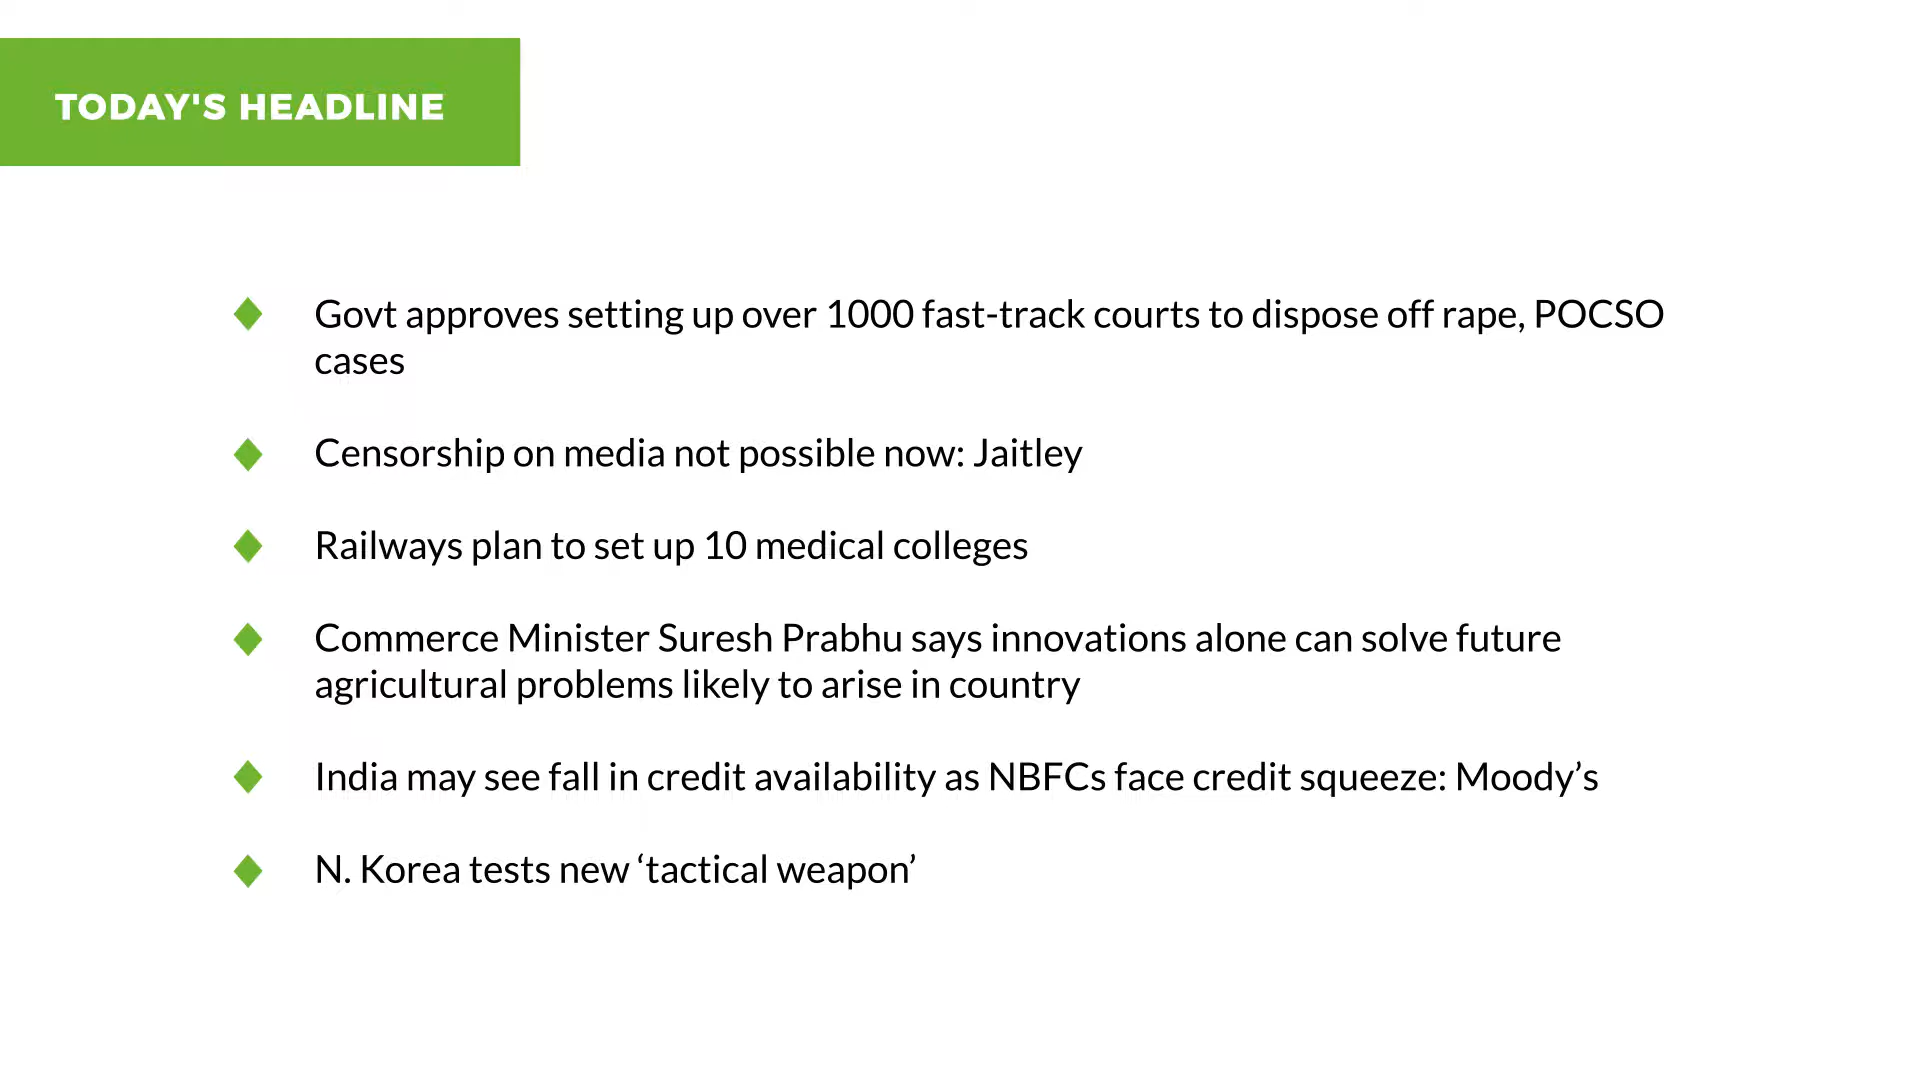 TODAY'S HEADLINE
Govt approves setting up over 1000 fast-track courts to dispose off rape, POCSO
cases
Censorship on media not possible now: Jaitley
Railways plan to set up 10 medical colleges
Commerce Minister Suresh Prabhu says innovations alone can solve future
agricultural problems likely to arise in country
India may see fall in credit availability as NBFCs face credit squeeze: Moody’s
N. Korea tests new ‘tactical weapon’